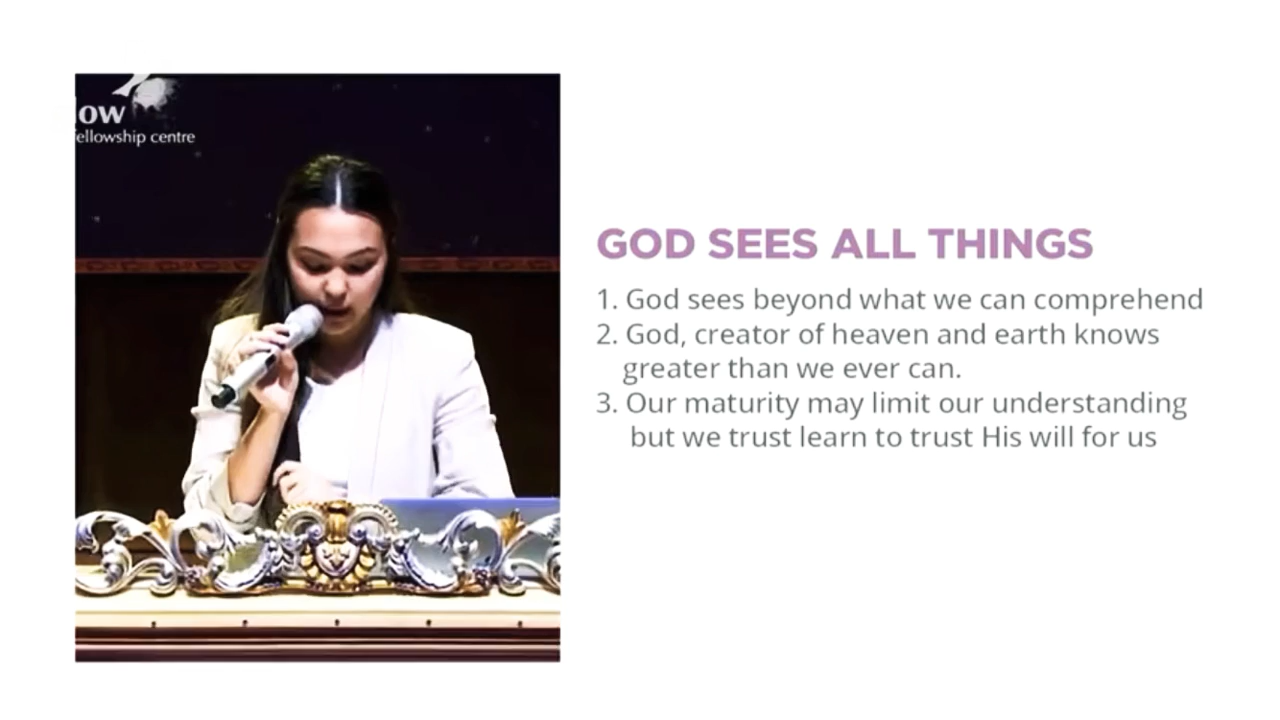 low
fellowship centre
GOD SEES ALL THINGS
1. God sees beyond what we can comprehend
2. God, creator of heaven and earth knows
greater than we ever can.
3. Our maturity may limit our understanding
but we trust learn to trust His will for us